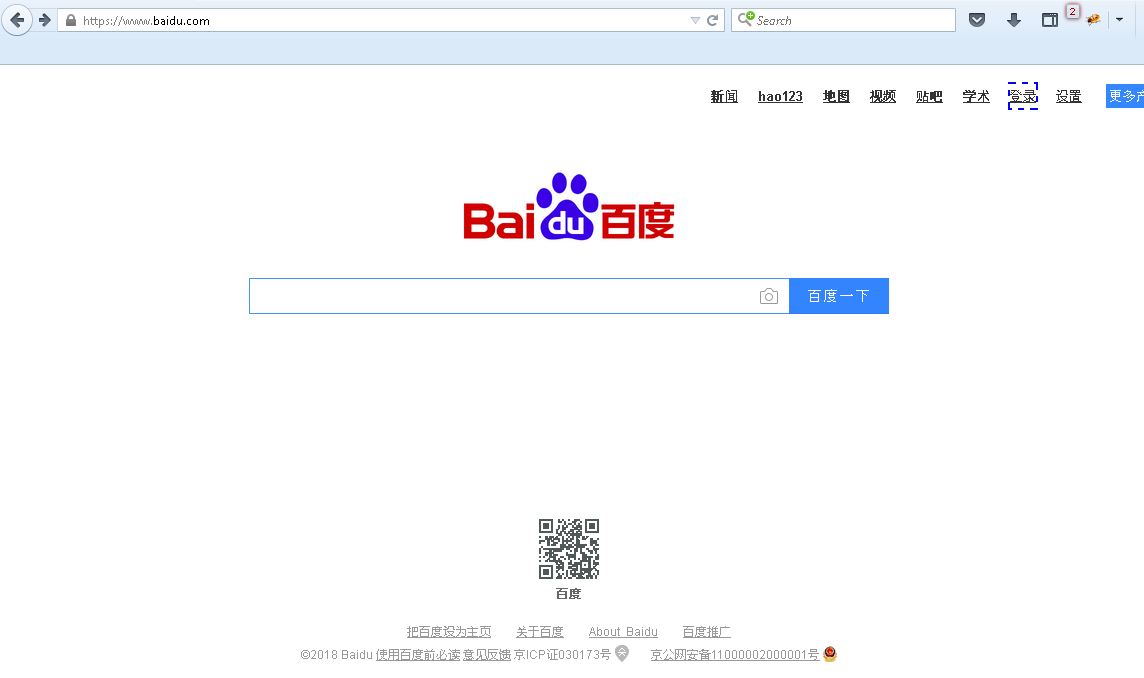 https://www.baidu.com
Search
2
新闻 hao123 地图 视频 贴吧 学术 登录 设置 更多产
Bai du 百度
百度一下
百度
把百度设为主页 关于百度 About Baidu 百度推广
©2018 Baidu 使用百度前必读 意见反馈 京ICP证030173号 京公网安备11000002000001号